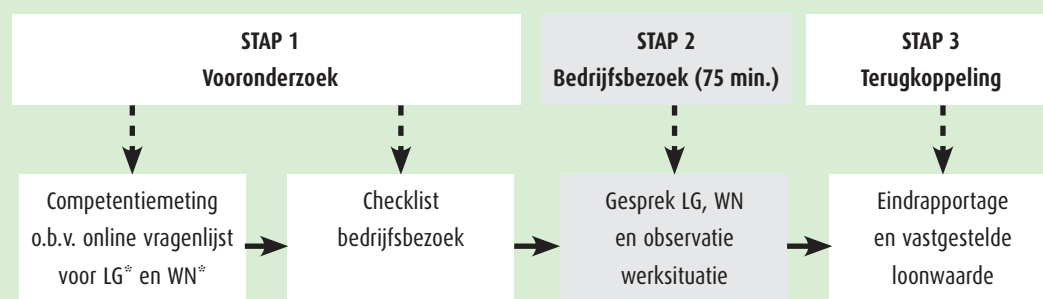 STAP 1
Vooronderzoek
STAP 2
Bedrijfsbezoek (75 min.)
STAP 3
Terugkoppeling
Competentiemeting
o.b.v. online vragenlijst
voor LG* en WN*
Checklist
bedrijfsbezoek
Gesprek LG, WN
en observatie
werksituatie
Eindrapportage
en vastgestelde
loonwaarde